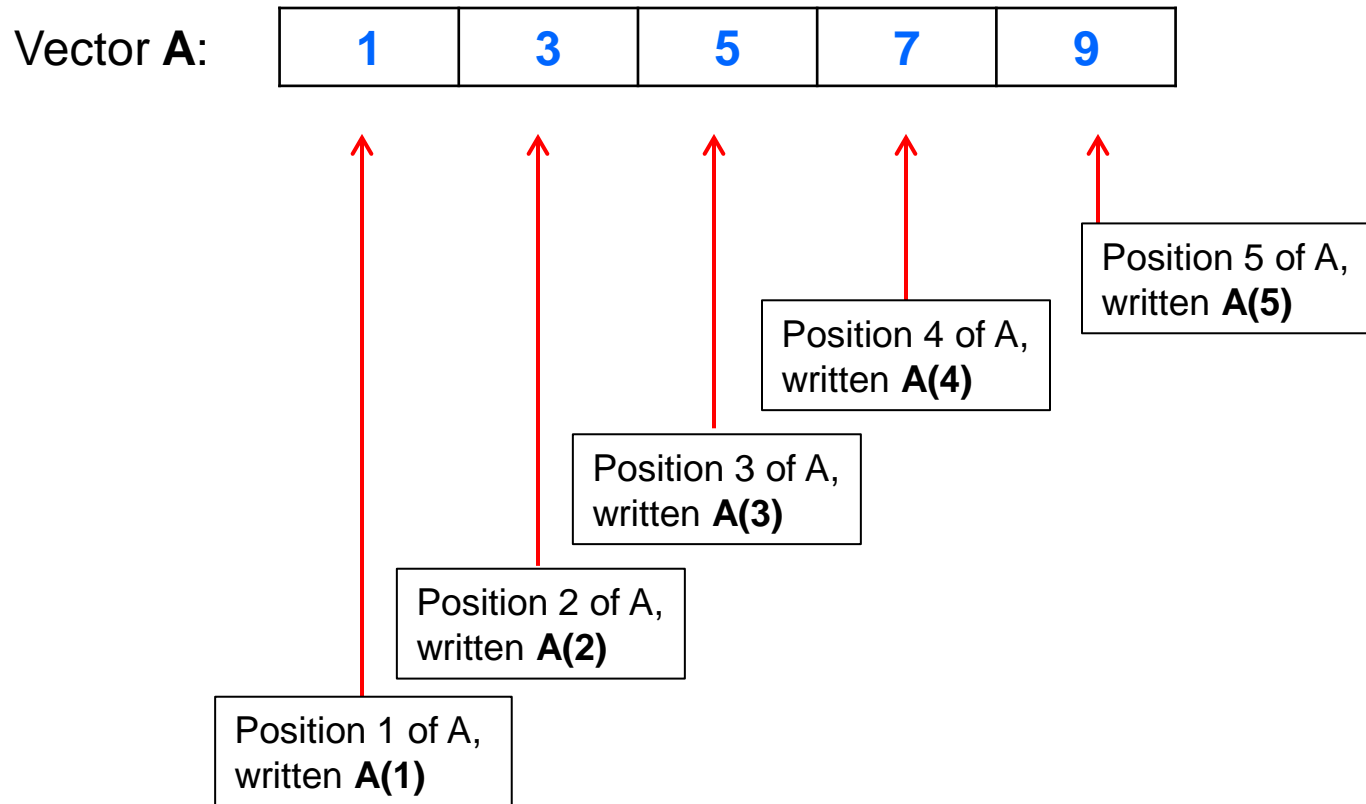 Vector A: 1 3 5 7 9
Position 5 of A,
written A(5)
Position 4 of A,
written A(4)
Position 3 of A,
written A(3)
Position 2 of A,
written A(2)
Position 1 of A,
written A(1)